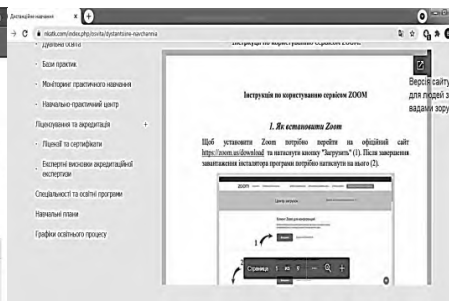 Дистанційне навчання
nkatk.com/index.php/osvita/dystantsiine-navchannia
Дуальна освіта
Бази практик
Моніторинг практичного навчання
Навчально-практичний центр
Ліцензування та акредитація +
Ліцензії та сертифікати
Експертні висновки акредитаційної
експертизи
Спеціальності та освітні програми
Навчальні плани
Графіки освітнього процесу
Інструкція по користуванню сервісом ZOOM
Інструкція по користуванню сервісом ZOOM
1. Як встановити Zoom
Щоб установити Zoom потрібно перейти на офіційний сайт
https://zoom.us/download та натиснути кнопку "Загрузить" (1). Після завершення
завантаження інсталятора програми потрібно натиснути на нього (2).
zoom
1
2
Страница 1 из 9 — +
Версія сайту
для людей з
вадами зору